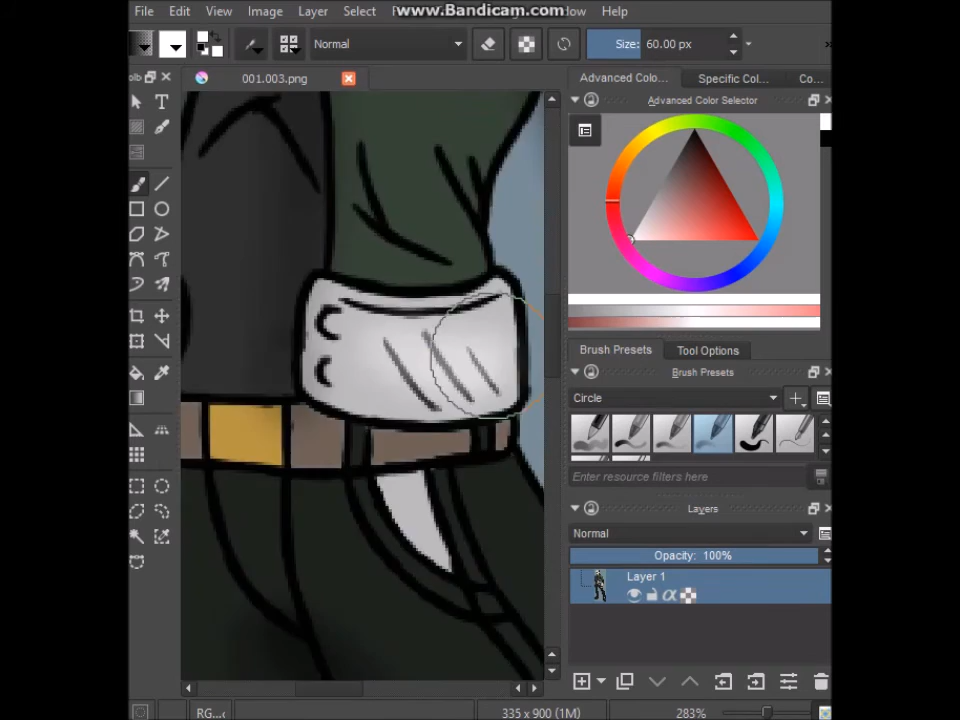 File Edit View Image Layer Select www.Bandicam.com Help
Normal Size: 60.00 px »
001.003.png
Advanced Colo... Specific Col... Co...
Advanced Color Selector
Brush Presets Tool Options
Brush Presets
Circle
Enter resource filters here
Layers
Normal
Opacity: 100%
Layer 1
RG... 335 x 900 (1M) 283%